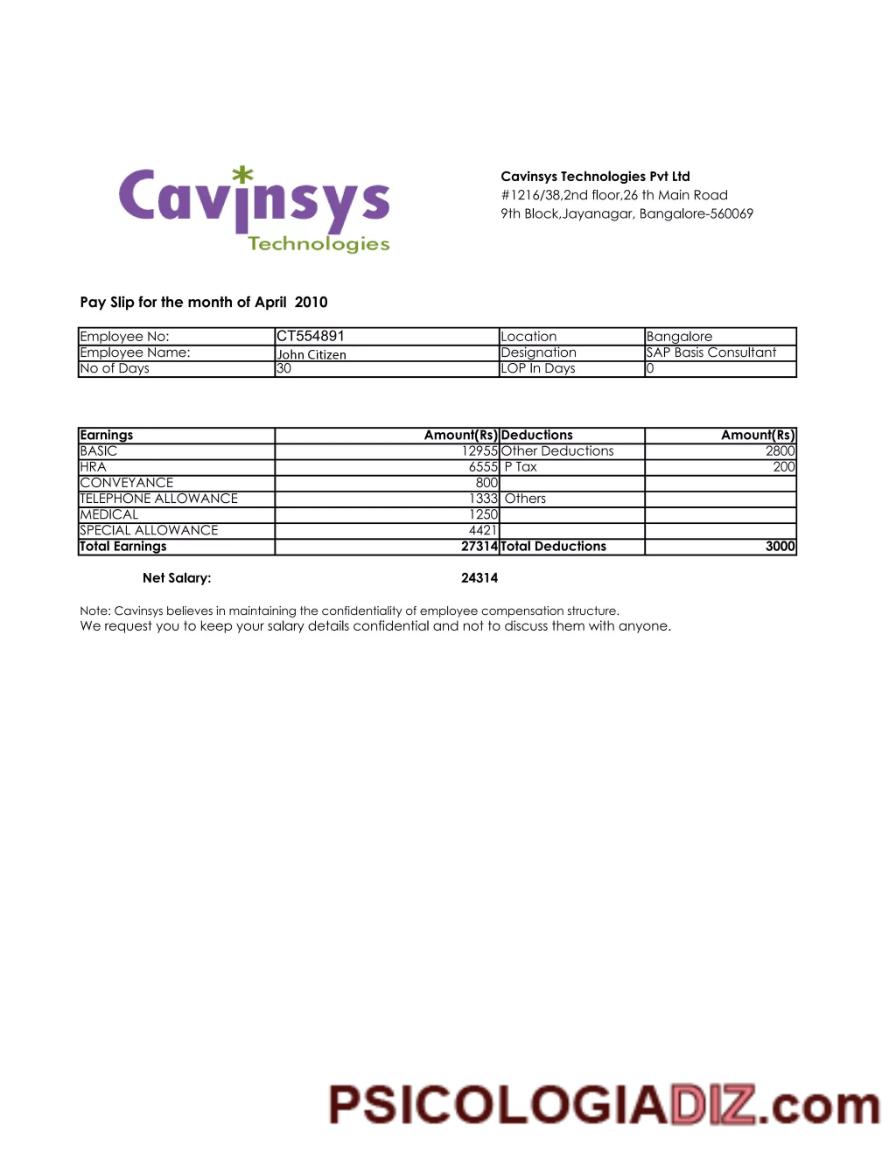 Cavinsys
Technologies
Cavinsys Technologies Pvt Ltd
#1216/38,2nd floor,26 th Main Road
9th Block,Jayanagar, Bangalore-560069
Pay Slip for the month of April 2010
Employee No: CT554891 Location Bangalore
Employee Name: John Citizen Designation SAP Basis Consultant
No of Days 30 LOP In Days 0
Earnings Amount(Rs) Deductions Amount(Rs)
BASIC 12955 Other Deductions 2800
HRA 6555 P Tax 200
CONVEYANCE 800
TELEPHONE ALLOWANCE 1333 Others
MEDICAL 1250
SPECIAL ALLOWANCE 4421
Total Earnings 27314 Total Deductions 3000
Net Salary: 24314
Note: Cavinsys believes in maintaining the confidentiality of employee compensation structure.
We request you to keep your salary details confidential and not to discuss them with anyone.
PSICOLOGIADIZ.com